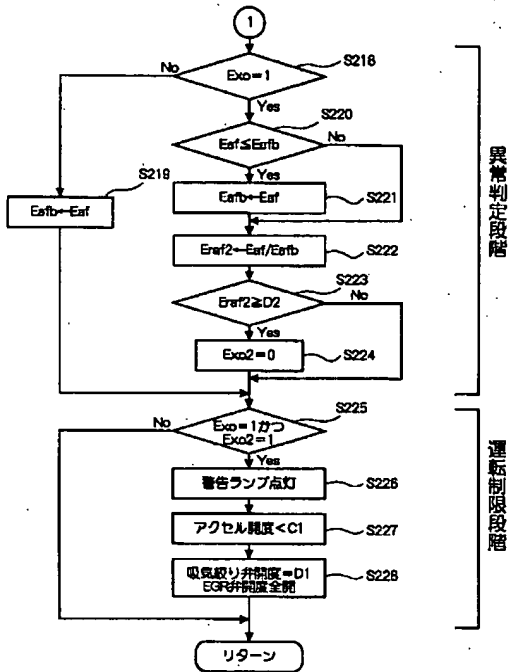 1
S218
No
Exo=1
Yes
S220
Eaf≦Eafb
No
S219
Yes
Eafb←Eaf
Eafb←Eaf
S221
Eraf2←Eaf/Eafb
S222
S223
Eraf2≧D2
No
Yes
Exo2=0
S224
異常判定段階
S225
No
Exo=1かつ
Exo2=1
Yes
警告ランプ点灯
S226
アクセル開度<C1
S227
吸気絞り弁開度=D1
EGR弁開度全開
S228
運転制限段階
リターン